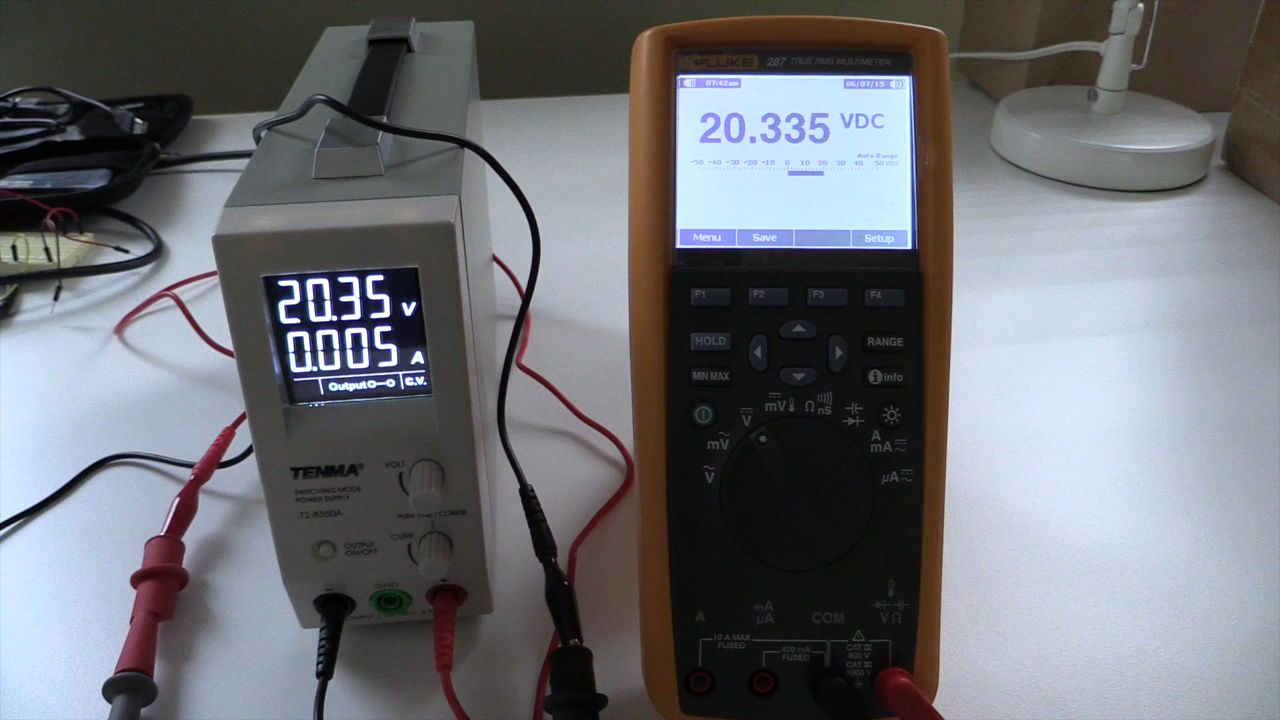 FLUKE 287 TRUE RMS MULTIMETER
07:42am 06/07/15
20.335 VDC
Auto Range
-50 -40 -30 -20 -10 0 10 20 30 40 50 VDC
Menu Save Setup
F1 F2 F3 F4
HOLD RANGE
MIN MAX info
mV Ω nS
V
mV
A
mA
V
µA
A
mA
µA
COM
V Ω
10 A MAX
FUSED
400 mA
FUSED
CAT III
1000 V
20.35 V
0.005 A
Output C.V.
TENMA®
SWITCHING MODE
POWER SUPPLY
72-8350A
VOLT
CURR.
OUTPUT
ON/OFF
- GND +